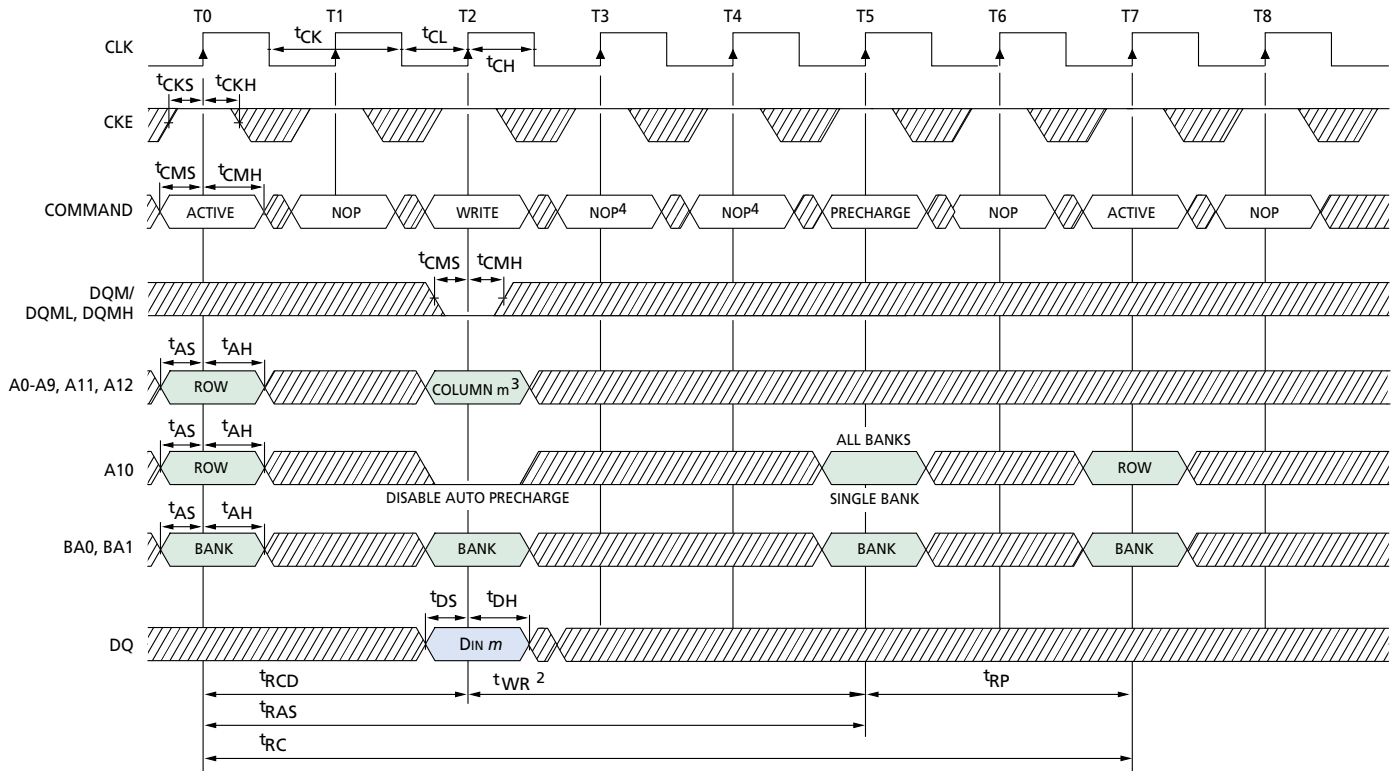 T0 T1 T2 T3 T4 T5 T6 T7 T8
CLK
tCK
tCL
tCH
tCKS
tCKH
CKE
tCMS
tCMH
COMMAND
ACTIVE NOP WRITE NOP4 NOP4 PRECHARGE NOP ACTIVE NOP
tCMS
tCMH
DQM/
DQML, DQMH
tAS
tAH
A0-A9, A11, A12
ROW
COLUMN m3
tAS
tAH
ALL BANKS
A10
ROW
ROW
DISABLE AUTO PRECHARGE
SINGLE BANK
tAS
tAH
BA0, BA1
BANK BANK BANK BANK
tDS
tDH
DQ
DIN m
tRCD
tWR 2
tRP
tRAS
tRC